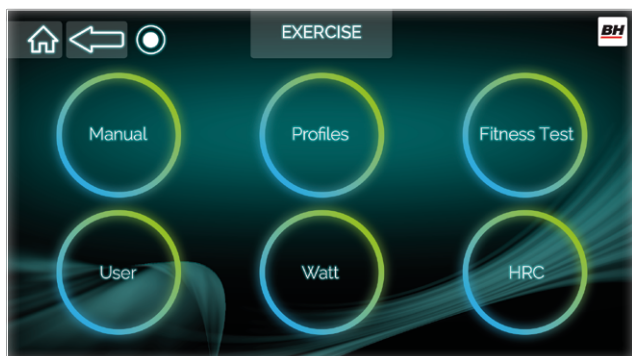 EXERCISE
BH
Manual
Profiles
Fitness Test
User
Watt
HRC